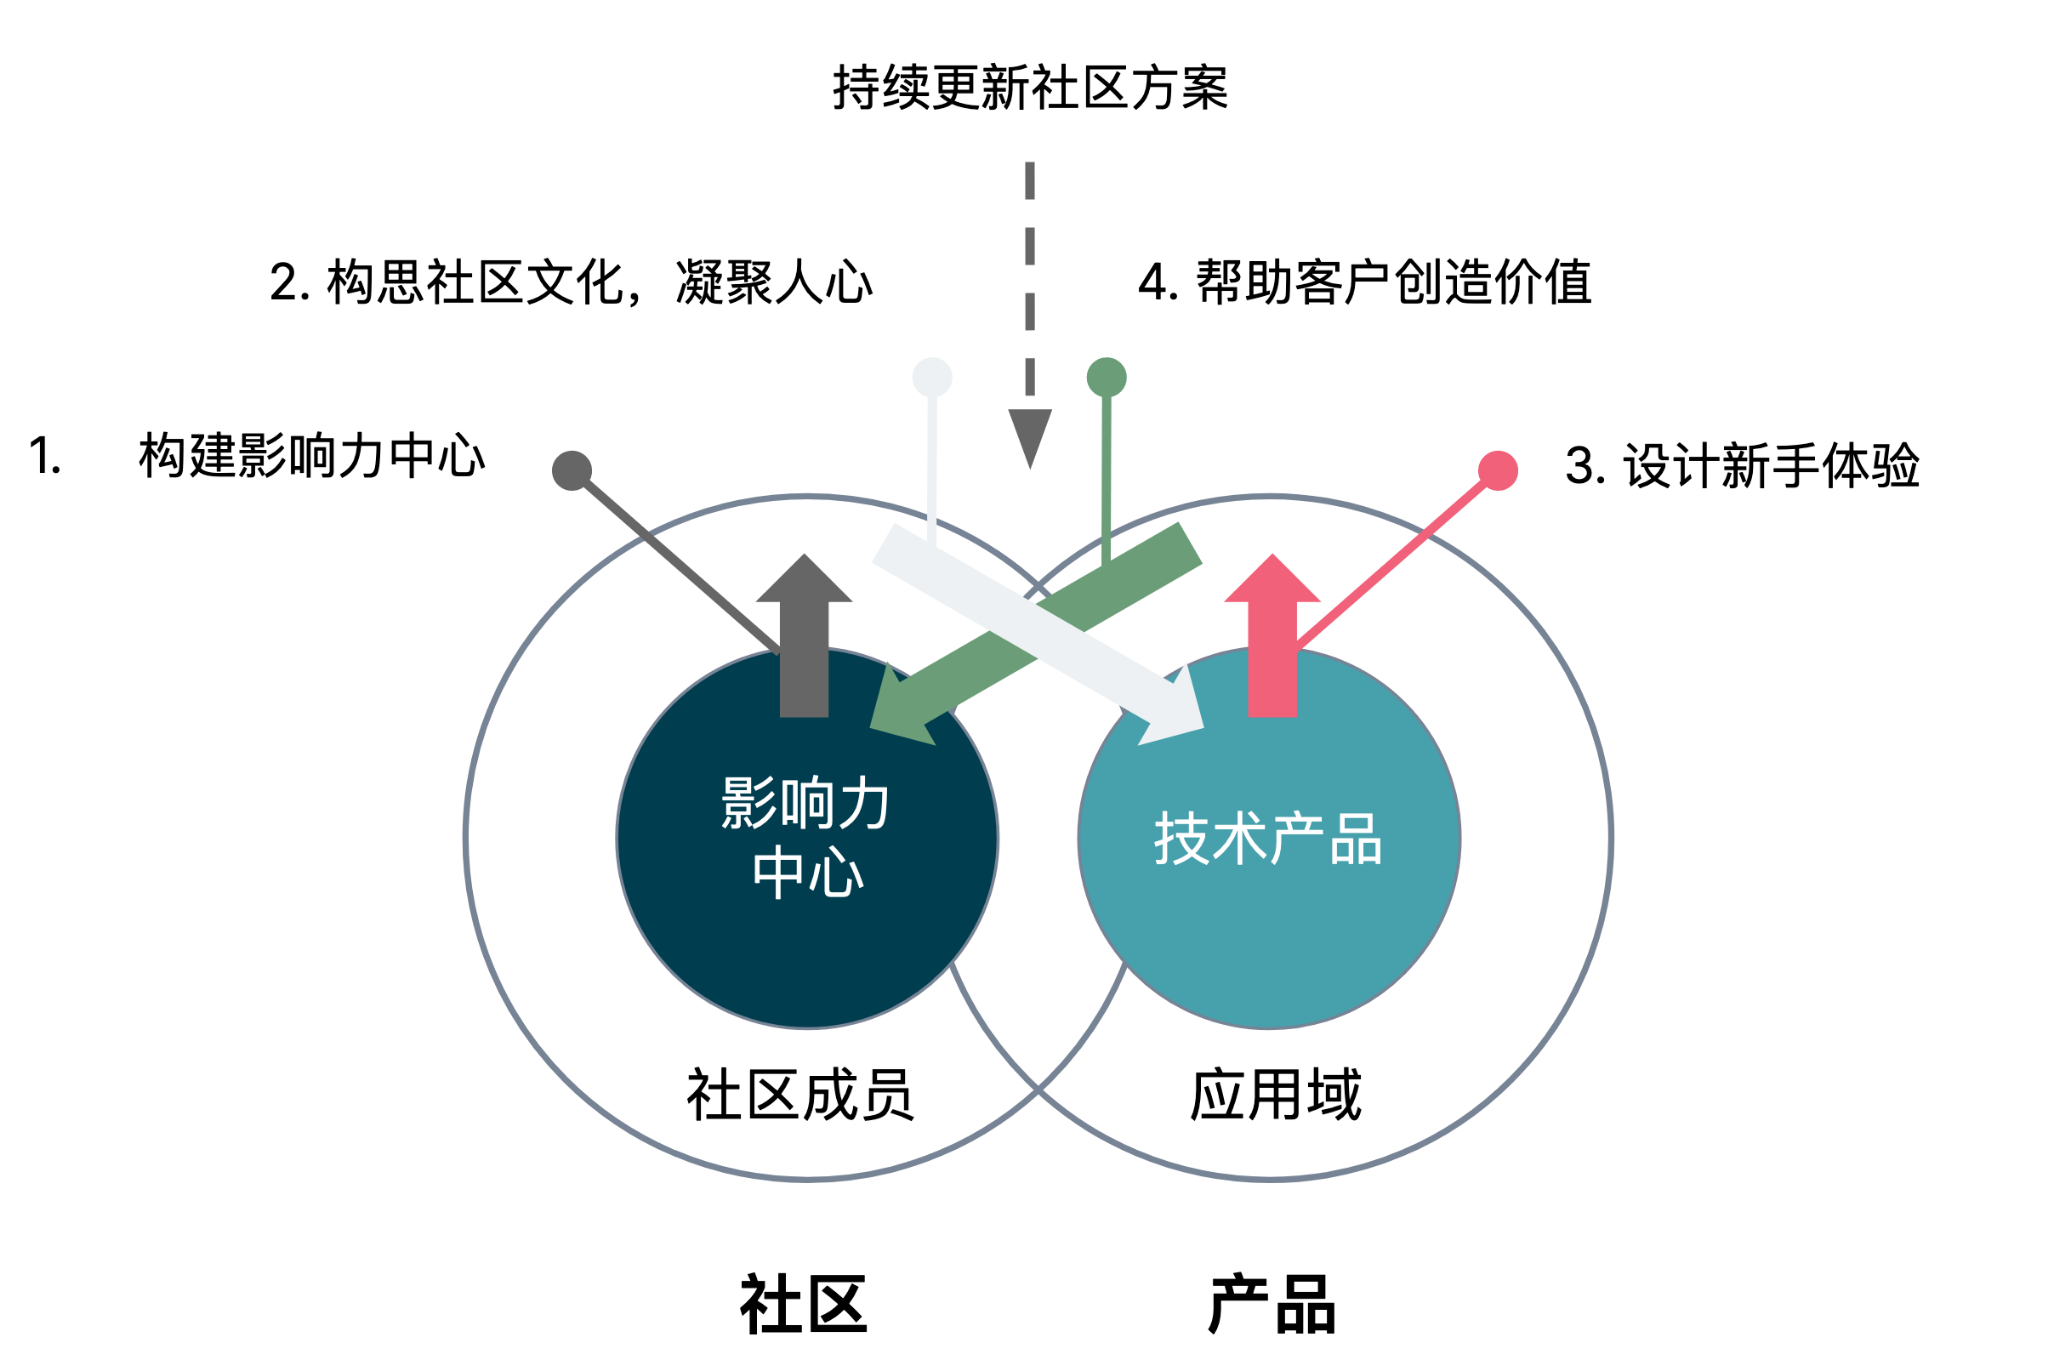 持续更新社区方案
2. 构思社区文化，凝聚人心
4. 帮助客户创造价值
1. 构建影响力中心
3. 设计新手体验
影响力
中心
技术产品
社区成员
应用域
社区
产品